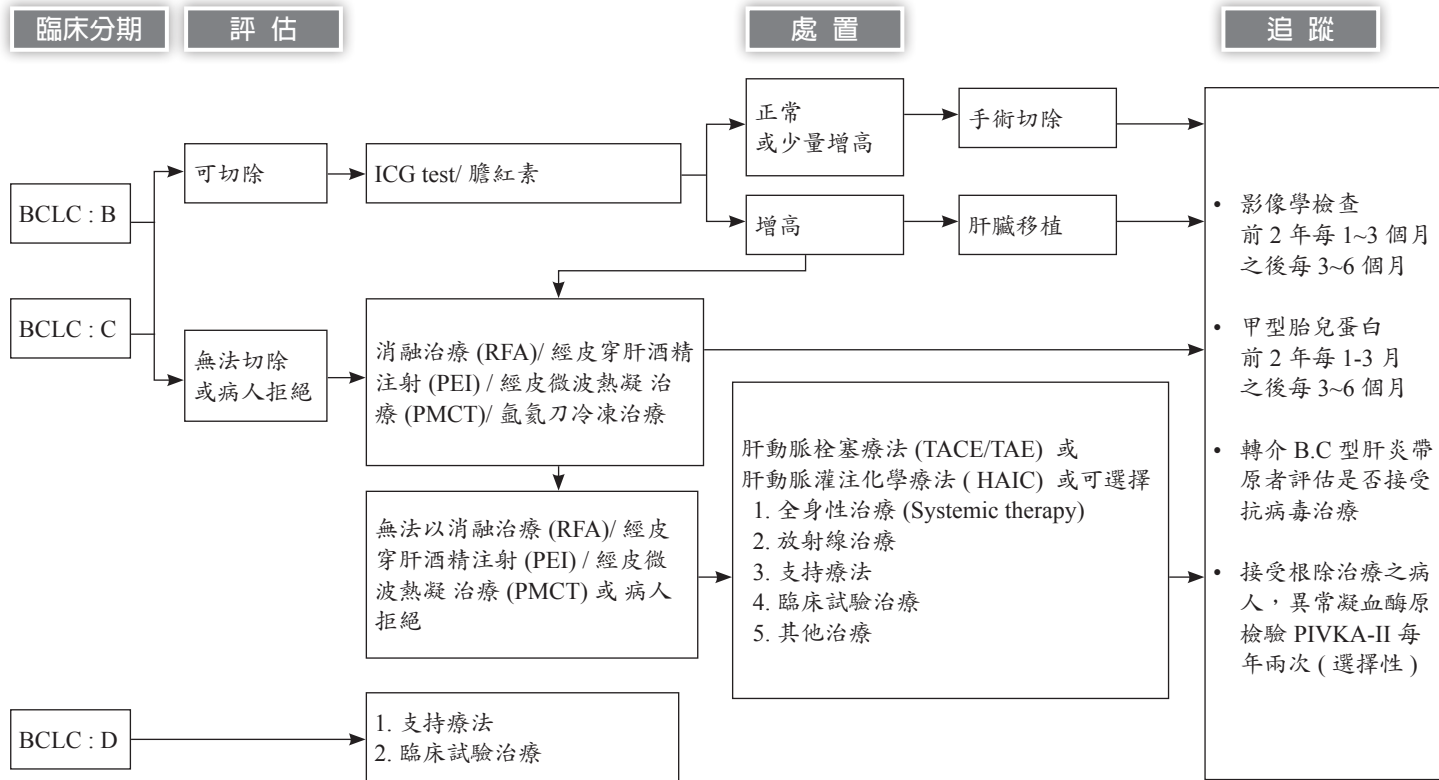 臨床分期
評 估
處 置
追 蹤
BCLC : B
BCLC : C
可切除
ICG test/ 膽紅素
正常
或少量增高
手術切除
增高
肝臟移植
無法切除
或病人拒絕
消融治療 (RFA)/ 經皮穿肝酒精
注射 (PEI) / 經皮微波熱凝 治
療 (PMCT)/ 氬氦刀冷凍治療
無法以消融治療 (RFA)/ 經皮
穿肝酒精注射 (PEI) / 經皮微
波熱凝 治療 (PMCT) 或 病人
拒絕
肝動脈栓塞療法 (TACE/TAE) 或
肝動脈灌注化學療法 ( HAIC) 或可選擇
1. 全身性治療 (Systemic therapy)
2. 放射線治療
3. 支持療法
4. 臨床試驗治療
5. 其他治療
BCLC : D
1. 支持療法
2. 臨床試驗治療
• 影像學檢查
前 2 年每 1~3 個月
之後每 3~6 個月
• 甲型胎兒蛋白
前 2 年每 1-3 月
之後每 3~6 個月
• 轉介 B.C 型肝炎帶
原者評估是否接受
抗病毒治療
• 接受根除治療之病
人，異常凝血酶原
檢驗 PIVKA-II 每
年兩次 ( 選擇性 )